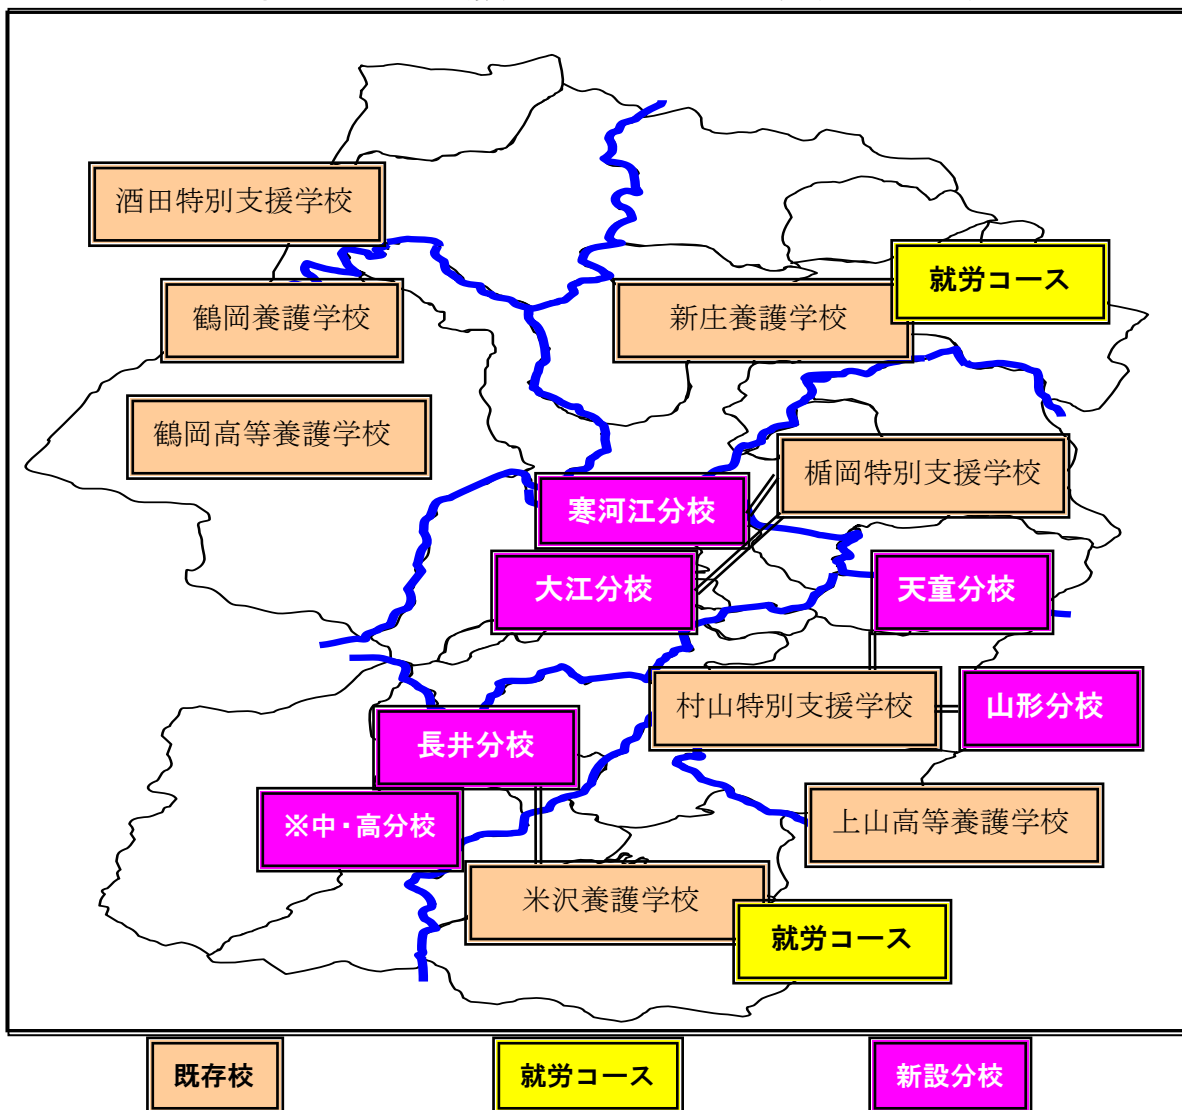 酒田特別支援学校
就労コース
鶴岡養護学校
新庄養護学校
鶴岡高等養護学校
楯岡特別支援学校
寒河江分校
大江分校
天童分校
村山特別支援学校
山形分校
長井分校
※中・高分校
上山高等養護学校
米沢養護学校
就労コース
既存校
就労コース
新設分校